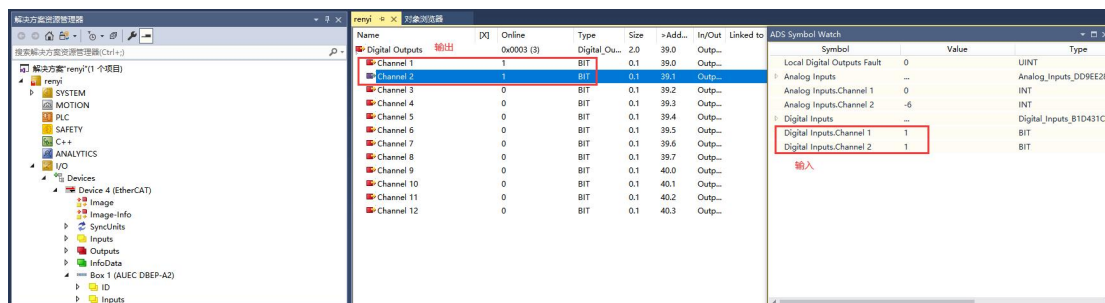 解决方案资源管理器
搜索解决方案资源管理器(Ctrl+;)
解决方案"renyi"(1 个项目)
renyi
SYSTEM
MOTION
PLC
SAFETY
C++
ANALYTICS
I/O
Devices
Device 4 (EtherCAT)
Image
Image-Info
SyncUnits
Inputs
Outputs
InfoData
Box 1 (AUEC DBEP-A2)
ID
Inputs
renyi 对象浏览器
Name [X] Online Type Size >Add... In/Out Linked to
Digital Outputs 输出 0x0003 (3) Digital_Ou... 2.0 39.0 Outp...
Channel 1 1 BIT 0.1 39.0 Outp...
Channel 2 1 BIT 0.1 39.1 Outp...
Channel 3 0 BIT 0.1 39.2 Outp...
Channel 4 0 BIT 0.1 39.3 Outp...
Channel 5 0 BIT 0.1 39.4 Outp...
Channel 6 0 BIT 0.1 39.5 Outp...
Channel 7 0 BIT 0.1 39.6 Outp...
Channel 8 0 BIT 0.1 39.7 Outp...
Channel 9 0 BIT 0.1 40.0 Outp...
Channel 10 0 BIT 0.1 40.1 Outp...
Channel 11 0 BIT 0.1 40.2 Outp...
Channel 12 0 BIT 0.1 40.3 Outp...
ADS Symbol Watch
Symbol Value Type
Local Digital Outputs Fault 0 UINT
Analog Inputs ... Analog_Inputs_DD9EE2
Analog Inputs.Channel 1 0 INT
Analog Inputs.Channel 2 -6 INT
Digital Inputs ... Digital_Inputs_B1D431C
Digital Inputs.Channel 1 1 BIT
Digital Inputs.Channel 2 1 BIT
输入